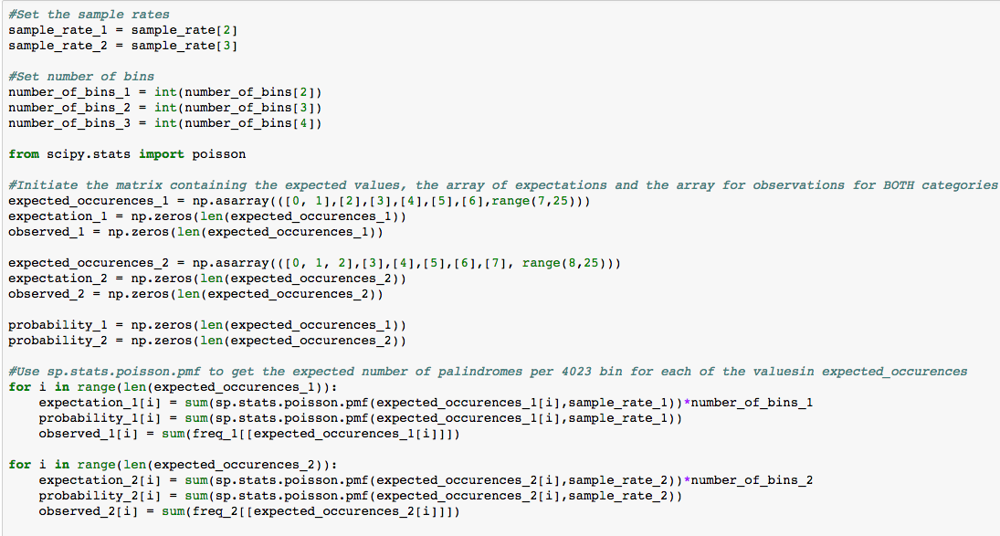 #Set the sample rates
sample_rate_1 = sample_rate[2]
sample_rate_2 = sample_rate[3]

#Set number of bins
number_of_bins_1 = int(number_of_bins[2])
number_of_bins_2 = int(number_of_bins[3])
number_of_bins_3 = int(number_of_bins[4])

from scipy.stats import poisson

#Initiate the matrix containing the expected values, the array of expectations and the array for observations for BOTH categories
expected_occurences_1 = np.asarray(([0, 1],[2],[3],[4],[5],[6],range(7,25)))
expectation_1 = np.zeros(len(expected_occurences_1))
observed_1 = np.zeros(len(expected_occurences_1))

expected_occurences_2 = np.asarray(([0, 1, 2],[3],[4],[5],[6],[7], range(8,25)))
expectation_2 = np.zeros(len(expected_occurences_2))
observed_2 = np.zeros(len(expected_occurences_2))

probability_1 = np.zeros(len(expected_occurences_1))
probability_2 = np.zeros(len(expected_occurences_2))

#Use sp.stats.poisson.pmf to get the expected number of palindromes per 4023 bin for each of the valuesin expected_occurences
for i in range(len(expected_occurences_1)):
    expectation_1[i] = sum(sp.stats.poisson.pmf(expected_occurences_1[i],sample_rate_1))*number_of_bins_1
    probability_1[i] = sum(sp.stats.poisson.pmf(expected_occurences_1[i],sample_rate_1))
    observed_1[i] = sum(freq_1[[expected_occurences_1[i]]])

for i in range(len(expected_occurences_2)):
    expectation_2[i] = sum(sp.stats.poisson.pmf(expected_occurences_2[i],sample_rate_2))*number_of_bins_2
    probability_2[i] = sum(sp.stats.poisson.pmf(expected_occurences_2[i],sample_rate_2))
    observed_2[i] = sum(freq_2[[expected_occurences_2[i]]])